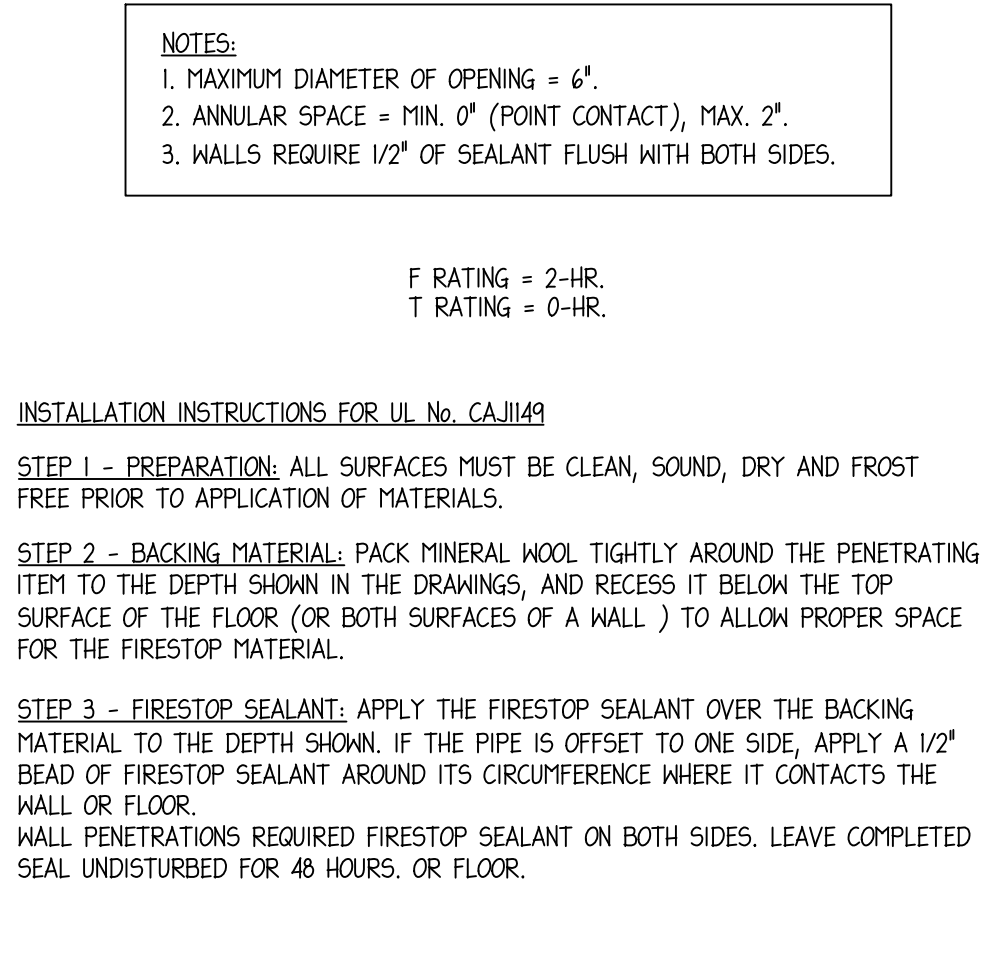 NOTES:
1. MAXIMUM DIAMETER OF OPENING = 6".
2. ANNULAR SPACE = MIN. 0" (POINT CONTACT), MAX. 2".
3. WALLS REQUIRE 1/2" OF SEALANT FLUSH WITH BOTH SIDES.
F RATING = 2-HR.
T RATING = 0-HR.
INSTALLATION INSTRUCTIONS FOR UL No. CAJ1149
STEP 1 - PREPARATION: ALL SURFACES MUST BE CLEAN, SOUND, DRY AND FROST
FREE PRIOR TO APPLICATION OF MATERIALS.
STEP 2 - BACKING MATERIAL: PACK MINERAL WOOL TIGHTLY AROUND THE PENETRATING
ITEM TO THE DEPTH SHOWN IN THE DRAWINGS, AND RECESS IT BELOW THE TOP
SURFACE OF THE FLOOR (OR BOTH SURFACES OF A WALL ) TO ALLOW PROPER SPACE
FOR THE FIRESTOP MATERIAL.
STEP 3 - FIRESTOP SEALANT: APPLY THE FIRESTOP SEALANT OVER THE BACKING
MATERIAL TO THE DEPTH SHOWN. IF THE PIPE IS OFFSET TO ONE SIDE, APPLY A 1/2"
BEAD OF FIRESTOP SEALANT AROUND ITS CIRCUMFERENCE WHERE IT CONTACTS THE
WALL OR FLOOR.
WALL PENETRATIONS REQUIRED FIRESTOP SEALANT ON BOTH SIDES. LEAVE COMPLETED
SEAL UNDISTURBED FOR 48 HOURS. OR FLOOR.